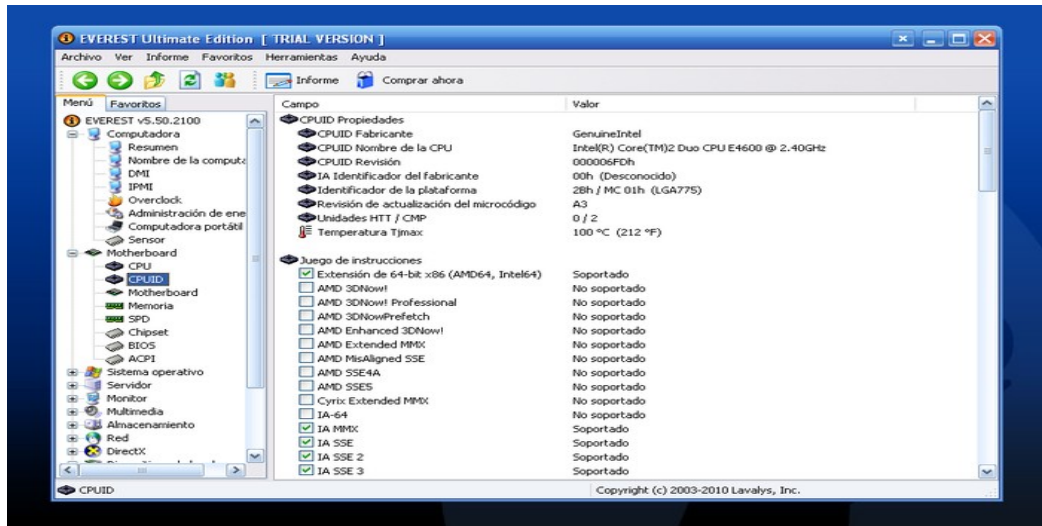 EVEREST Ultimate Edition [ TRIAL VERSION ]
Archivo Ver Informe Favoritos Herramientas Ayuda
Informe Comprar ahora
Menú Favoritos
EVEREST v5.50.2100
Computadora
Resumen
Nombre de la computa
DMI
IPMI
Overclock
Administración de ene
Computadora portátil
Sensor
Motherboard
CPU
CPUID
Motherboard
Memoria
SPD
Chipset
BIOS
ACPI
Sistema operativo
Servidor
Monitor
Multimedia
Almacenamiento
Red
DirectX
Campo Valor
CPUID Propiedades
CPUID Fabricante GenuineIntel
CPUID Nombre de la CPU Intel(R) Core(TM)2 Duo CPU E4600 @ 2.40GHz
CPUID Revisión 000006FDh
IA Identificador del fabricante 00h (Desconocido)
Identificador de la plataforma 2Bh / MC 01h (LGA775)
Revisión de actualización del microcódigo A3
Unidades HTT / CMP 0 / 2
Temperatura Tjmax 100 °C (212 °F)
Juego de instrucciones
Extensión de 64-bit x86 (AMD64, Intel64) Soportado
AMD 3DNow! No soportado
AMD 3DNow! Professional No soportado
AMD 3DNowPrefetch No soportado
AMD Enhanced 3DNow! No soportado
AMD Extended MMX No soportado
AMD MisAligned SSE No soportado
AMD SSE4A No soportado
AMD SSE5 No soportado
Cyrix Extended MMX No soportado
IA-64 No soportado
IA MMX Soportado
IA SSE Soportado
IA SSE 2 Soportado
IA SSE 3 Soportado
CPUID Copyright (c) 2003-2010 Lavalys, Inc.